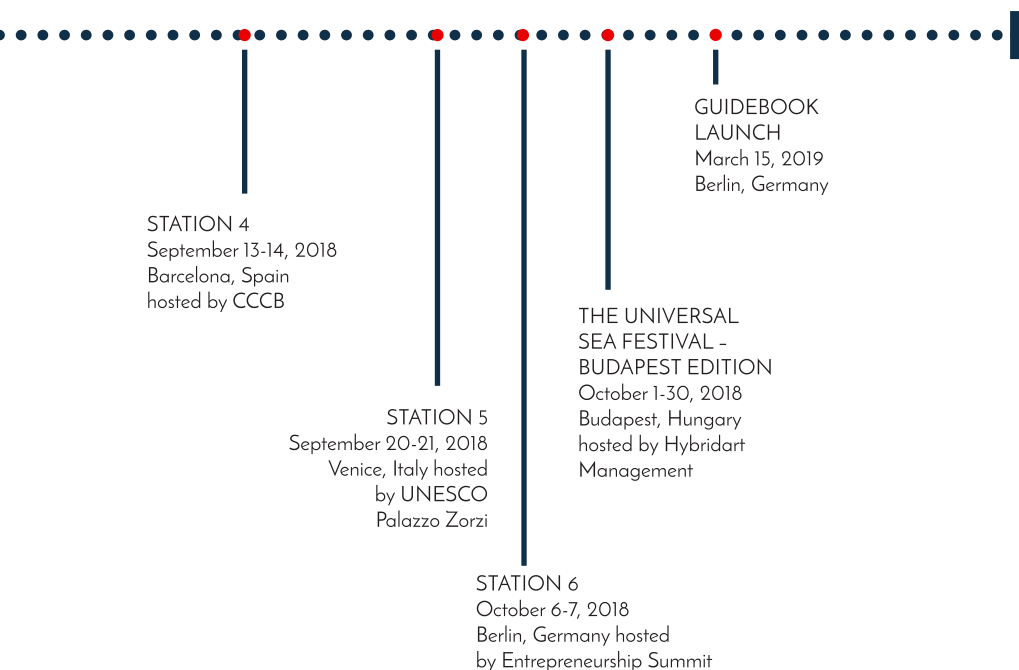 STATION 4
September 13-14, 2018
Barcelona, Spain
hosted by CCCB
STATION 5
September 20-21, 2018
Venice, Italy hosted
by UNESCO
Palazzo Zorzi
STATION 6
October 6-7, 2018
Berlin, Germany hosted
by Entrepreneurship Summit
THE UNIVERSAL
SEA FESTIVAL –
BUDAPEST EDITION
October 1-30, 2018
Budapest, Hungary
hosted by Hybridart
Management
GUIDEBOOK
LAUNCH
March 15, 2019
Berlin, Germany